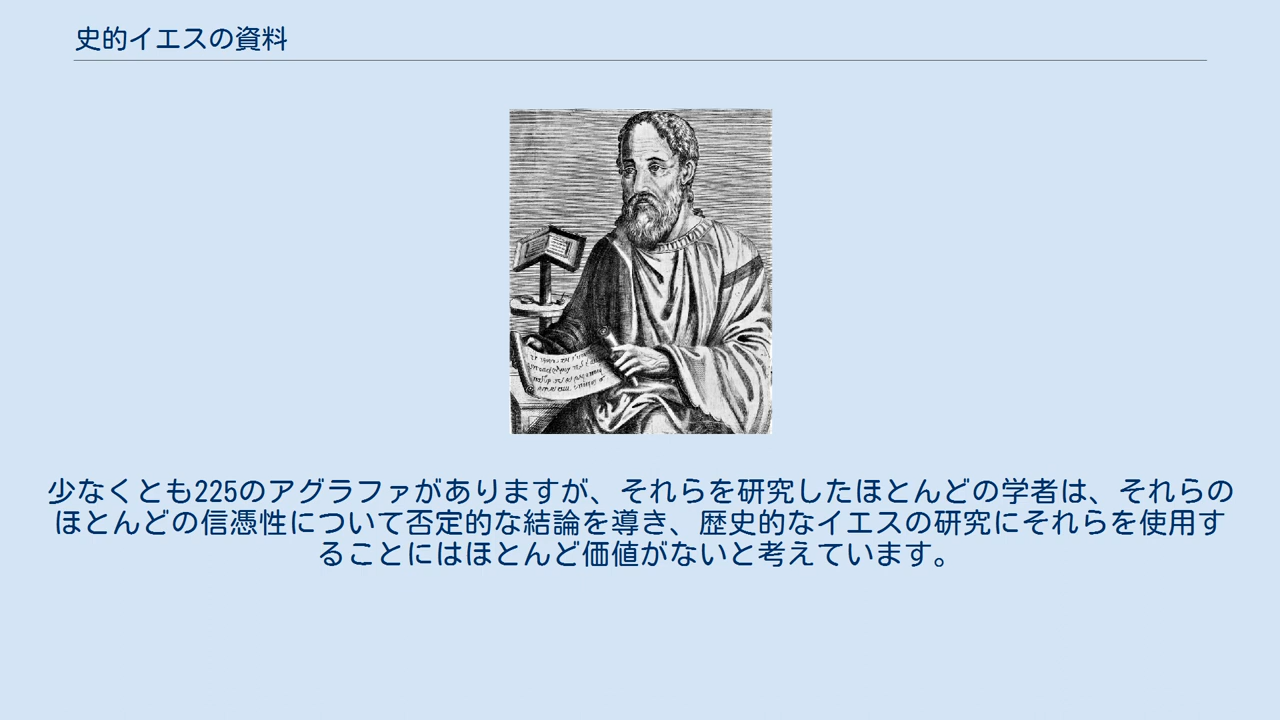 史的イエスの資料
少なくとも225のアグラファがありますが、それらを研究したほとんどの学者は、それらの
ほとんどの信憑性について否定的な結論を導き、歴史的なイエスの研究にそれらを使用す
ることにはほとんど価値がないと考えています。